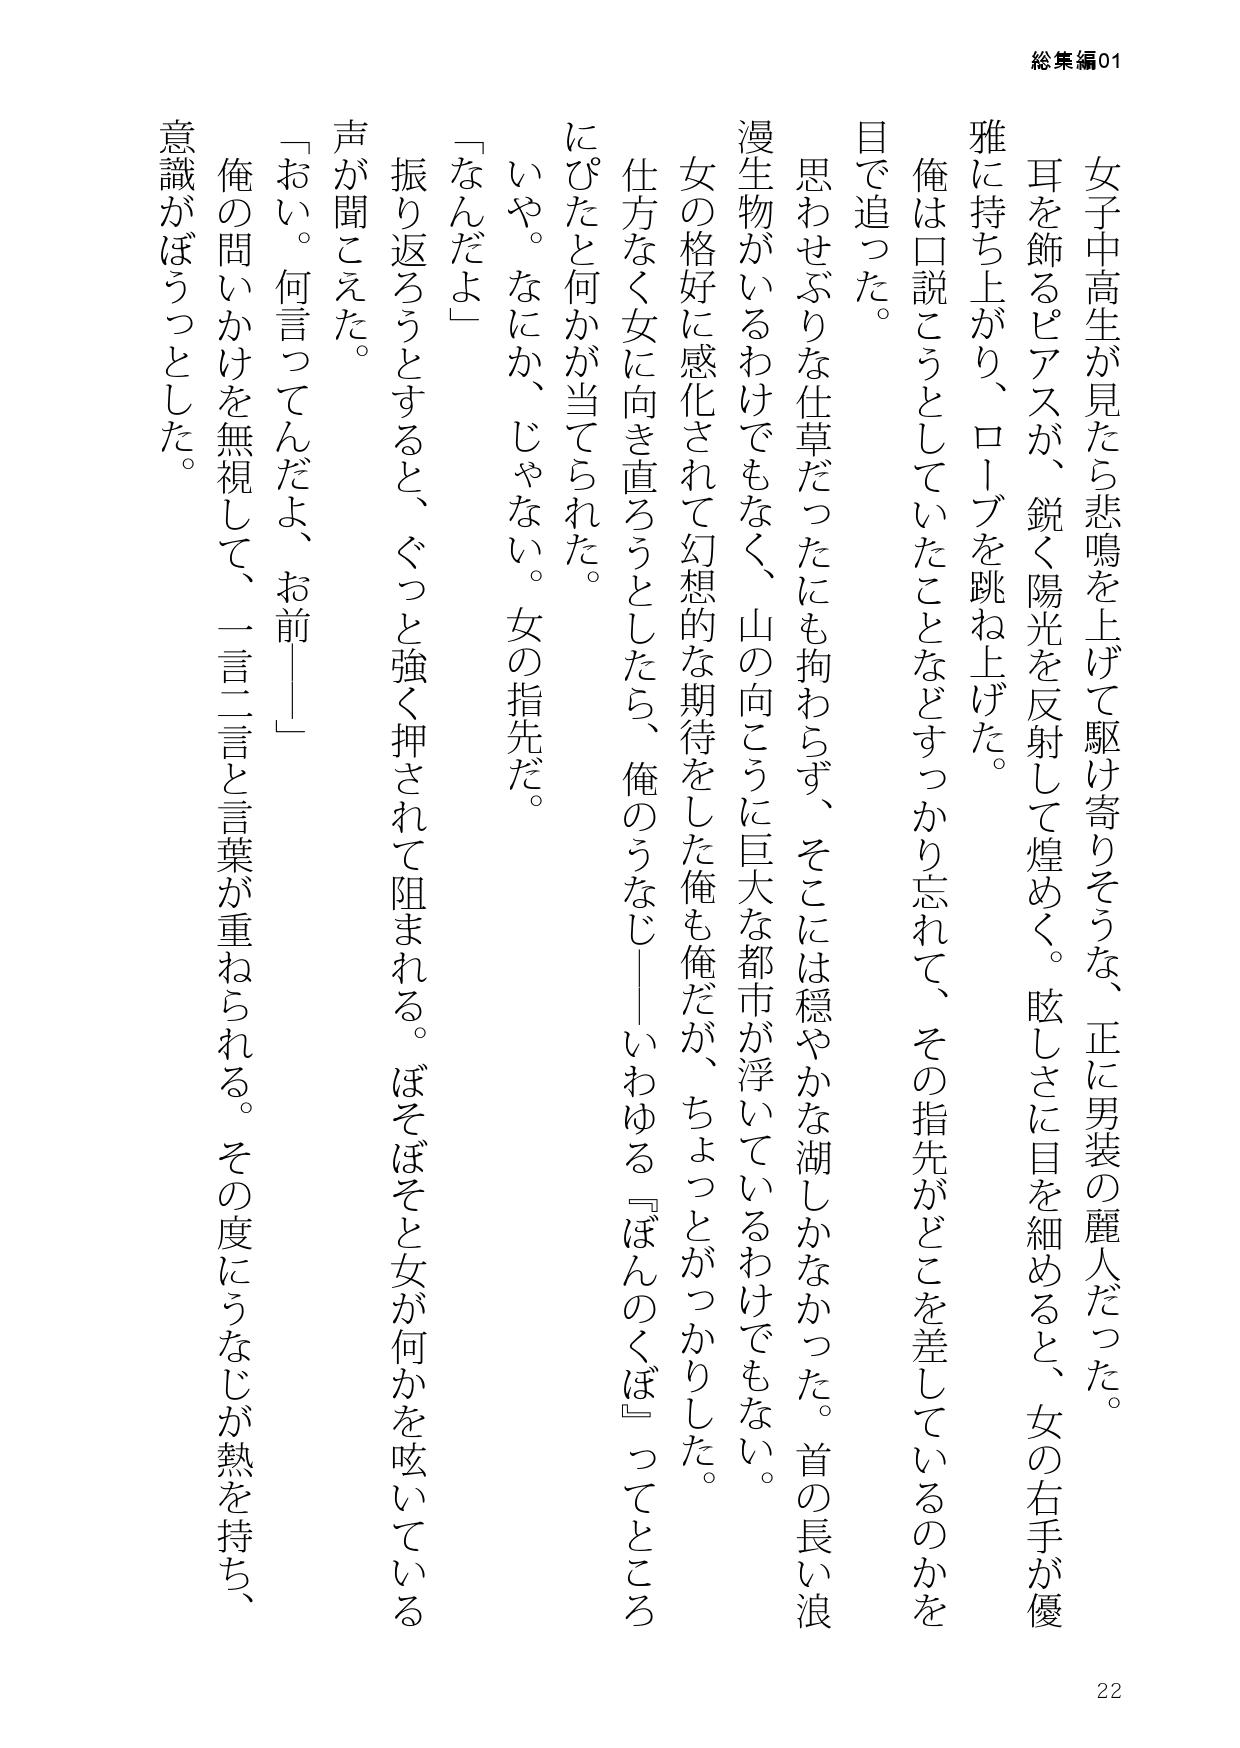 総集編01
　女子中高生が見たら悲鳴を上げて駆け寄りそうな、正に男装の麗人だった。
　耳を飾るピアスが、鋭く陽光を反射して煌めく。眩しさに目を細めると、女の右手が優
雅に持ち上がり、ローブを跳ね上げた。
　俺は口説こうとしていたことなどすっかり忘れて、その指先がどこを差しているのかを
目で追った。
　思わせぶりな仕草だったにも拘わらず、そこには穏やかな湖しかなかった。首の長い浪
漫生物がいるわけでもなく、山の向こうに巨大な都市が浮いているわけでもない。
　女の格好に感化されて幻想的な期待をした俺も俺だが、ちょっとがっかりした。
　仕方なく女に向き直ろうとしたら、俺のうなじ――いわゆる『ぼんのくぼ』ってところ
にぴたと何かが当てられた。
　いや。なにか、じゃない。女の指先だ。
「なんだよ」
　振り返ろうとすると、ぐっと強く押されて阻まれる。ぼそぼそと女が何かを呟いている
声が聞こえた。
「おい。何言ってんだよ、お前――」
　俺の問いかけを無視して、一言二言と言葉が重ねられる。その度にうなじが熱を持ち、
意識がぼうっとした。
22